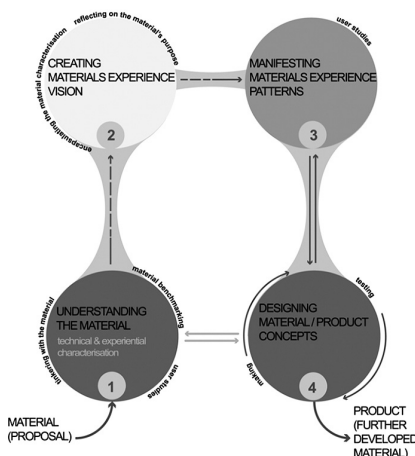 reflecting on the material's purpose
encapsulating the material characterisation
CREATING
MATERIALS EXPERIENCE
VISION
2
user studies
MANIFESTING
MATERIALS EXPERIENCE
PATTERNS
3
material benchmarking
tinkering with the material
user studies
UNDERSTANDING
THE MATERIAL
technical & experiential
characterisation
1
testing
making
DESIGNING
MATERIAL / PRODUCT
CONCEPTS
4
MATERIAL
(PROPOSAL)
PRODUCT
(FURTHER
DEVELOPED
MATERIAL)